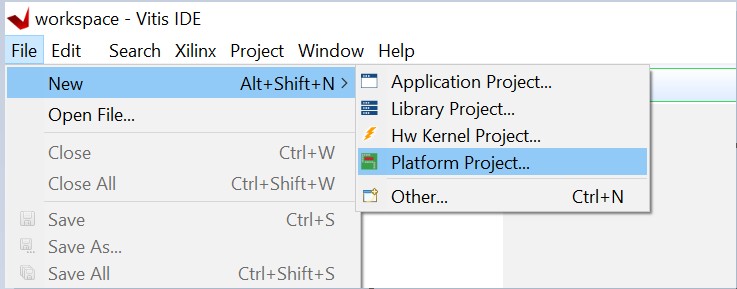 workspace - Vitis IDE
File Edit Search Xilinx Project Window Help
New Alt+Shift+N
Open File...
Close Ctrl+W
Close All Ctrl+Shift+W
Save Ctrl+S
Save As...
Save All Ctrl+Shift+S
Application Project...
Library Project...
Hw Kernel Project...
Platform Project...
Other... Ctrl+N